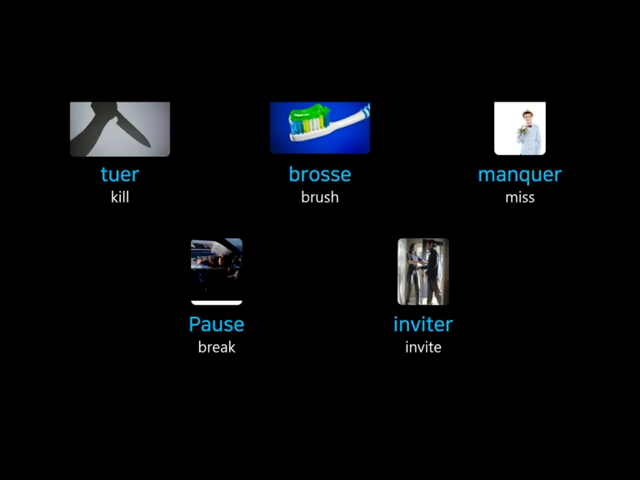 tuer
kill
brosse
brush
manquer
miss
Pause
break
inviter
invite